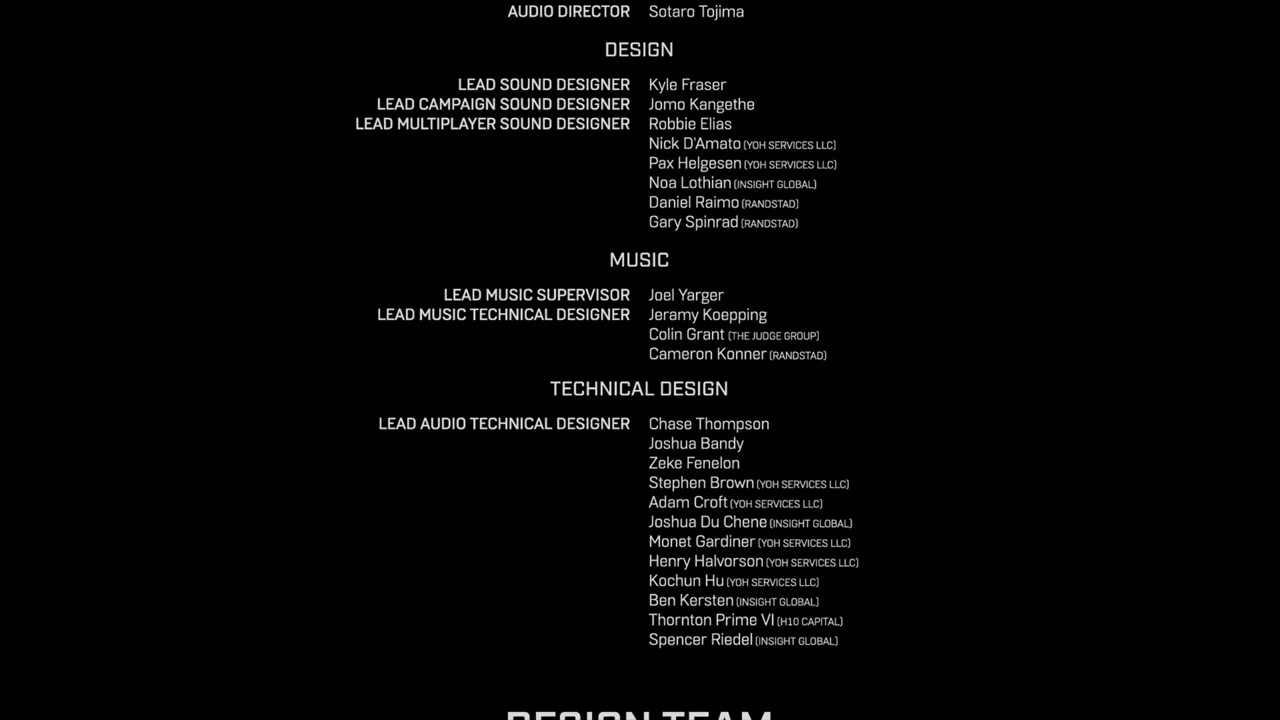 AUDIO DIRECTOR Sotaro Tojima
DESIGN
LEAD SOUND DESIGNER Kyle Fraser
LEAD CAMPAIGN SOUND DESIGNER Jomo Kangethe
LEAD MULTIPLAYER SOUND DESIGNER Robbie Elias
Nick D'Amato (YOH SERVICES LLC)
Pax Helgesen (YOH SERVICES LLC)
Noa Lothian (INSIGHT GLOBAL)
Daniel Raimo (RANDSTAD)
Gary Spinrad (RANDSTAD)
MUSIC
LEAD MUSIC SUPERVISOR Joel Yarger
LEAD MUSIC TECHNICAL DESIGNER Jeramy Koepping
Colin Grant (THE JUDGE GROUP)
Cameron Konner (RANDSTAD)
TECHNICAL DESIGN
LEAD AUDIO TECHNICAL DESIGNER Chase Thompson
Joshua Bandy
Zeke Fenelon
Stephen Brown (YOH SERVICES LLC)
Adam Croft (YOH SERVICES LLC)
Joshua Du Chene (INSIGHT GLOBAL)
Monet Gardiner (YOH SERVICES LLC)
Henry Halvorson (YOH SERVICES LLC)
Kochun Hu (YOH SERVICES LLC)
Ben Kersten (INSIGHT GLOBAL)
Thornton Prime VI (H10 CAPITAL)
Spencer Riedel (INSIGHT GLOBAL)
DESIGN TEAM